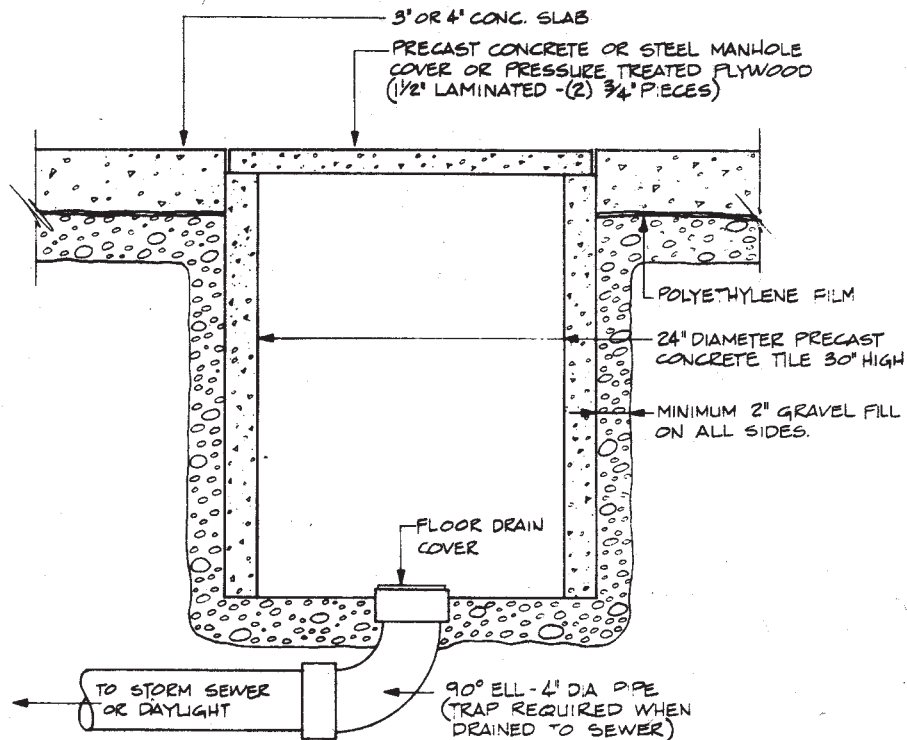 3" OR 4" CONC. SLAB
PRECAST CONCRETE OR STEEL MANHOLE
COVER OR PRESSURE TREATED PLYWOOD
(1 1/2" LAMINATED - (2) 3/4" PIECES)
POLYETHYLENE FILM
24" DIAMETER PRECAST
CONCRETE TILE 30" HIGH
MINIMUM 2" GRAVEL FILL
ON ALL SIDES.
FLOOR DRAIN
COVER
TO STORM SEWER
OR DAYLIGHT
90° ELL - 4" DIA PIPE
(TRAP REQUIRED WHEN
DRAINED TO SEWER)